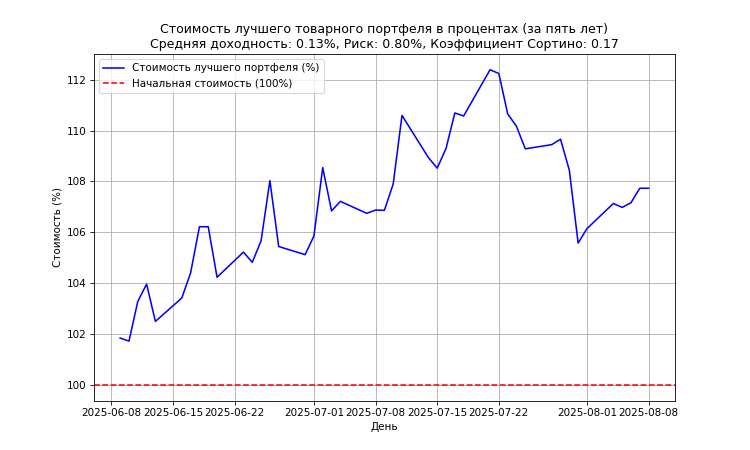 Стоимость лучшего товарного портфеля в процентах (за пять лет)
Средняя доходность: 0.13%, Риск: 0.80%, Коэффициент Сортино: 0.17
Стоимость лучшего портфеля (%)
Начальная стоимость (100%)
Стоимость (%)
112
110
108
106
104
102
100
2025-06-08 2025-06-15 2025-06-22 2025-07-01 2025-07-08 2025-07-15 2025-07-22 2025-08-01 2025-08-08
День